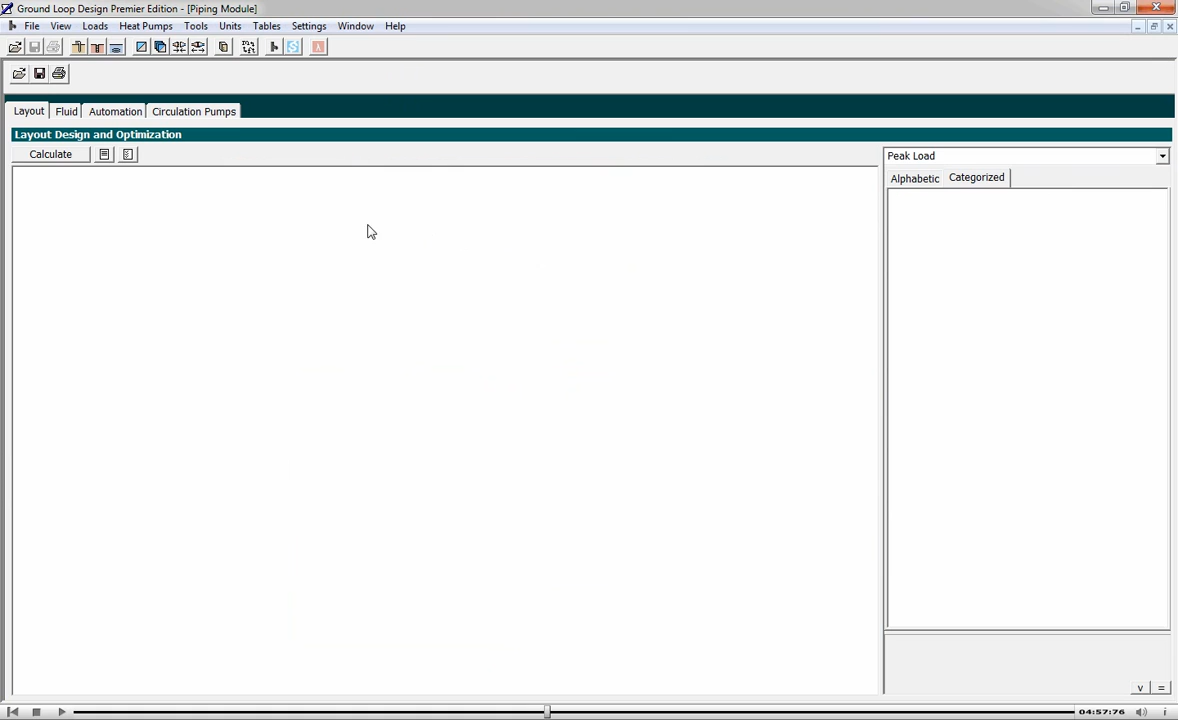 Ground Loop Design Premier Edition - [Piping Module]
File View Loads Heat Pumps Tools Units Tables Settings Window Help
Layout Fluid Automation Circulation Pumps
Layout Design and Optimization
Calculate
Peak Load
Alphabetic Categorized
v =
04:57:76